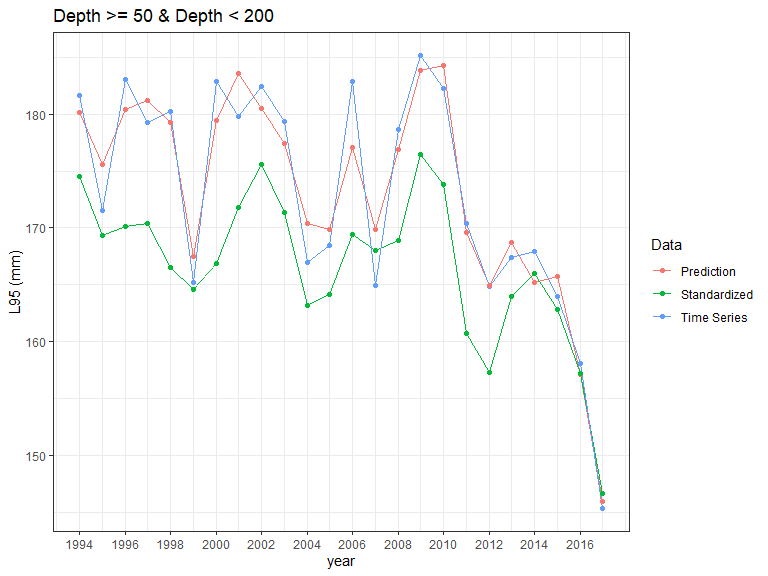 Depth >= 50 & Depth < 200
L95 (mm)
180
170
160
150
1994 1996 1998 2000 2002 2004 2006 2008 2010 2012 2014 2016
year
Data
Prediction
Standardized
Time Series